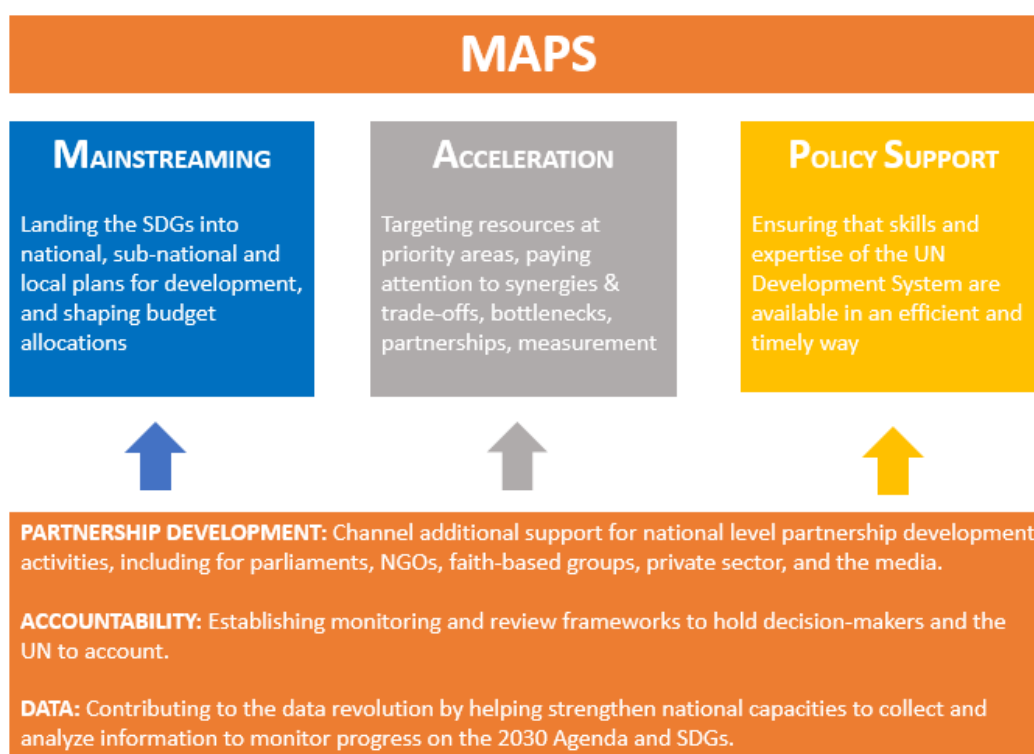 MAPS
MAINSTREAMING
Landing the SDGs into
national, sub-national and
local plans for development,
and shaping budget
allocations
ACCELERATION
Targeting resources at
priority areas, paying
attention to synergies &
trade-offs, bottlenecks,
partnerships, measurement
POLICY SUPPORT
Ensuring that skills and
expertise of the UN
Development System are
available in an efficient and
timely way
PARTNERSHIP DEVELOPMENT: Channel additional support for national level partnership development
activities, including for parliaments, NGOs, faith-based groups, private sector, and the media.
ACCOUNTABILITY: Establishing monitoring and review frameworks to hold decision-makers and the
UN to account.
DATA: Contributing to the data revolution by helping strengthen national capacities to collect and
analyze information to monitor progress on the 2030 Agenda and SDGs.